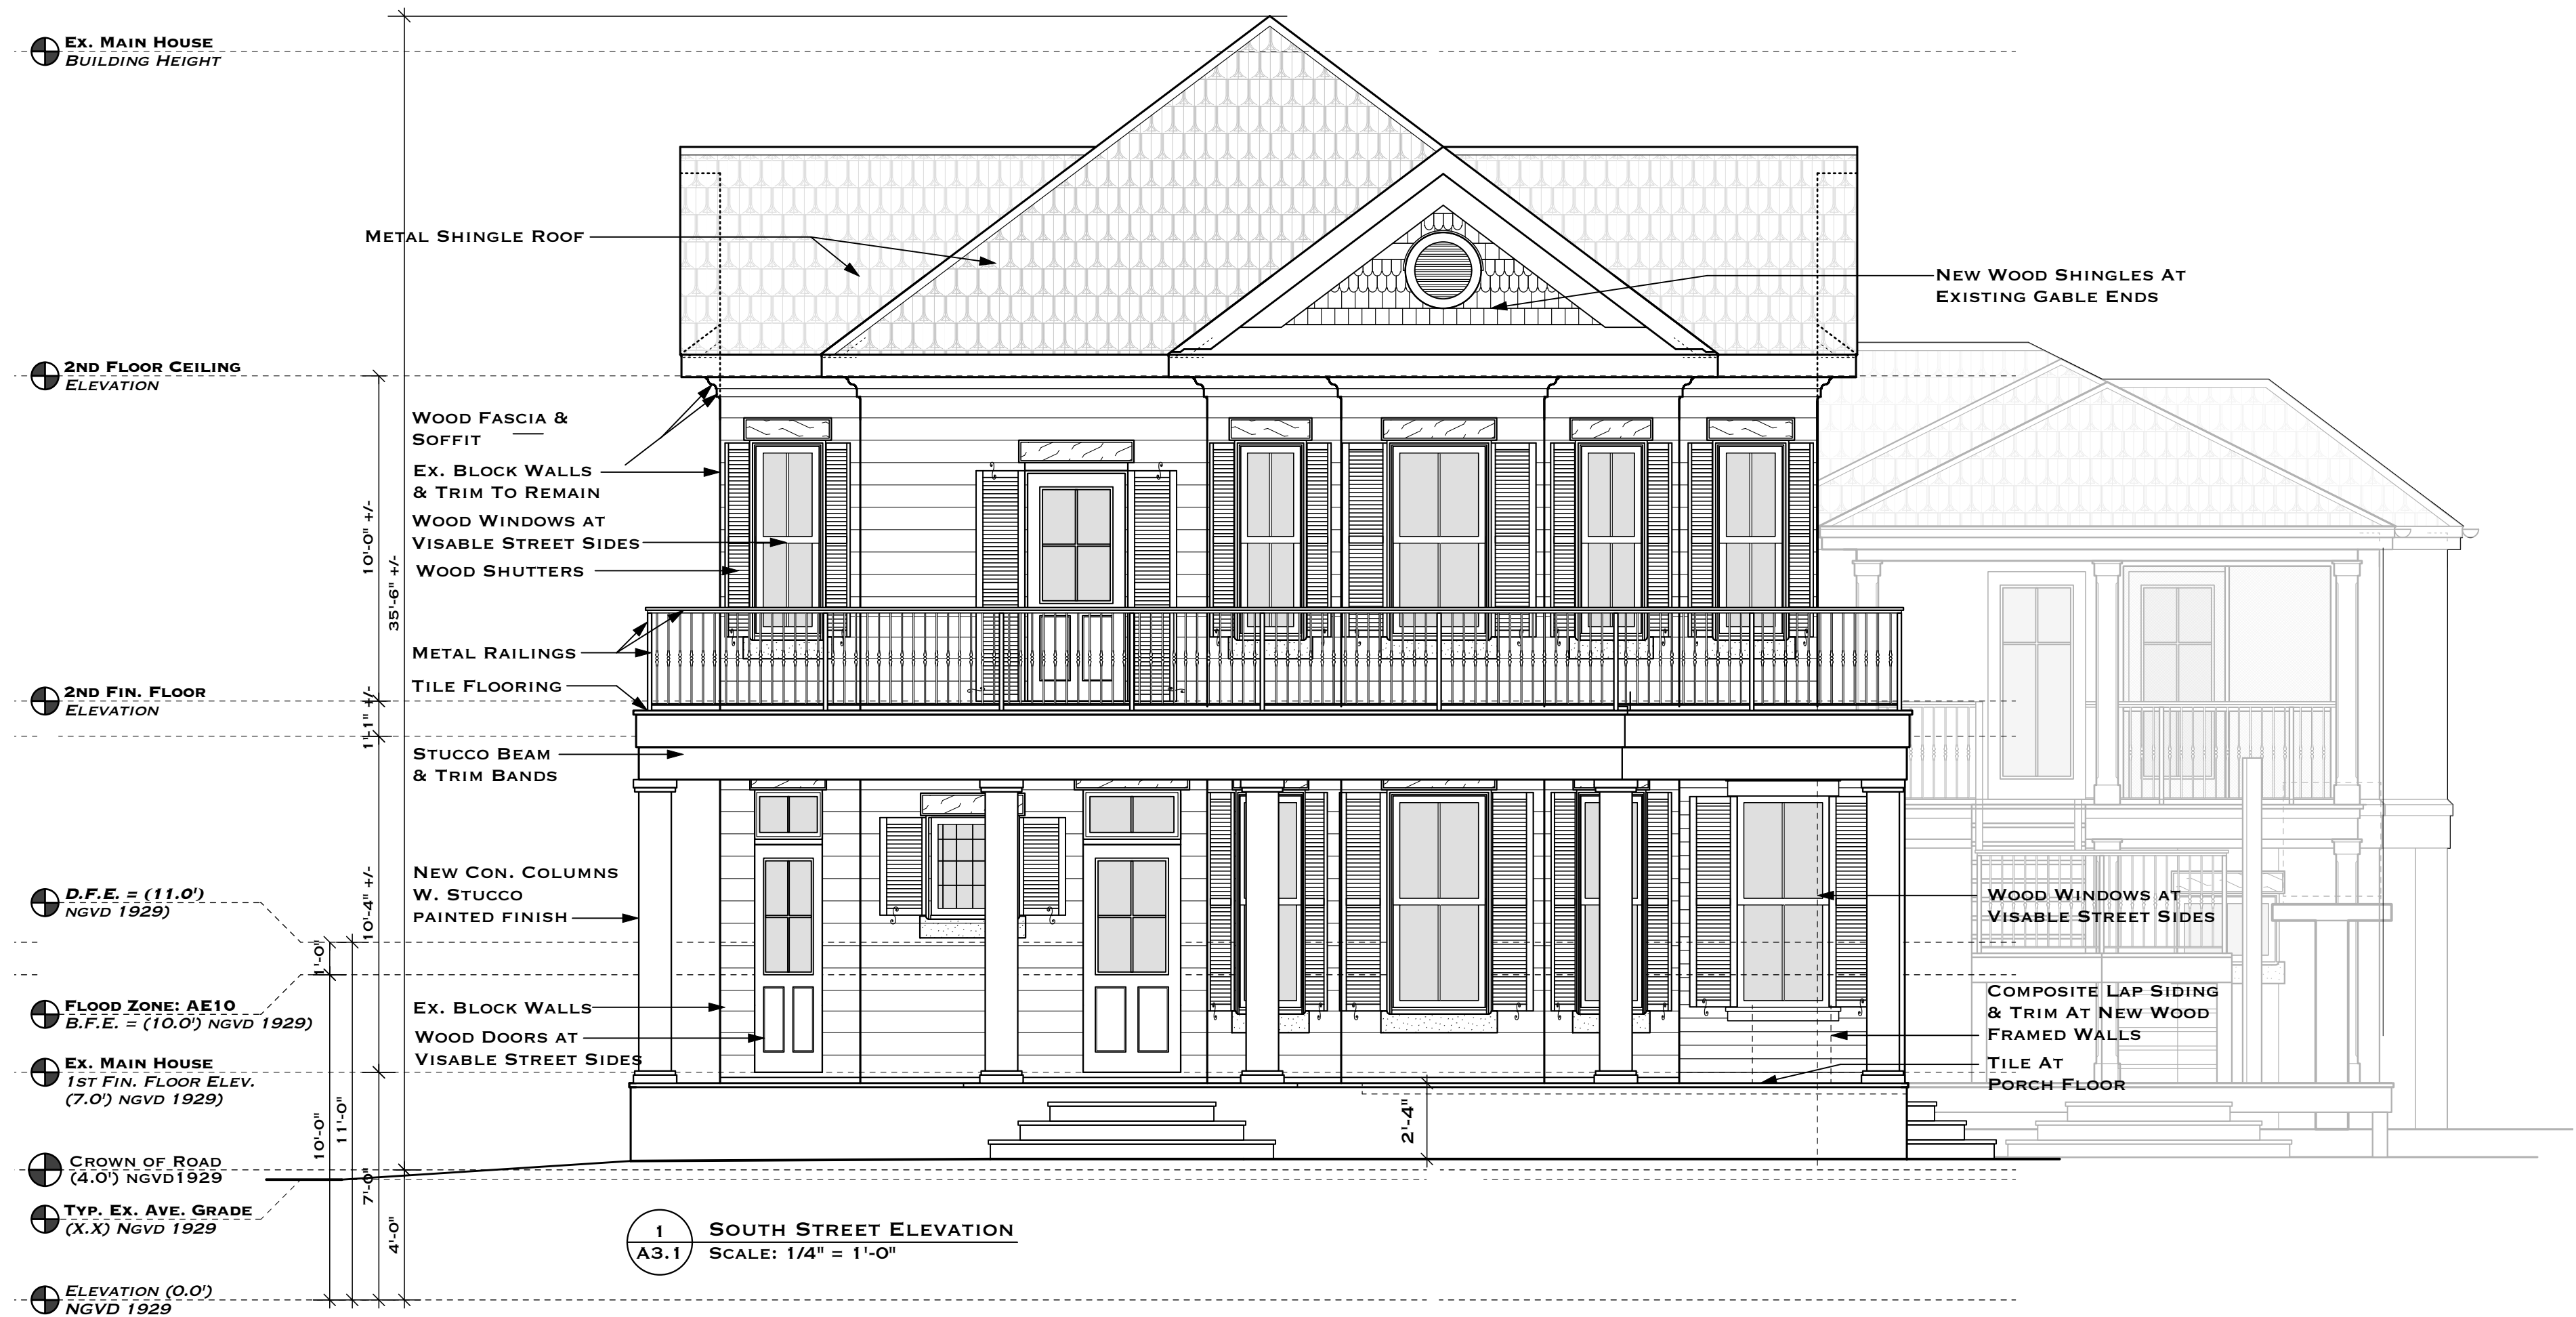 Ex. Main House
Building Height
Metal Shingle Roof
New Wood Shingles At
Existing Gable Ends
2nd Floor Ceiling
Elevation
Wood Fascia &
Soffit
Ex. Block Walls
& Trim To Remain
Wood Windows at
Visable Street Sides
Wood Shutters
10'-0" +/-
35'-6" +/-
Metal Railings
Tile Flooring
2nd Fin. Floor
Elevation
1'-1" +/-
Stucco Beam
& Trim Bands
New Con. Columns
W. Stucco
painted finish
10'-4" +/-
D.F.E. = (11.0')
NGVD 1929)
Wood Windows at
Visable Street Sides
1'-0"
Flood Zone: AE10
B.F.E. = (10.0') NGVD 1929)
Ex. Block Walls
Wood Doors at
Visable Street Sides
Composite Lap Siding
& Trim At New Wood
Framed Walls
Tile At
Porch Floor
Ex. Main House
1st Fin. Floor Elev.
(7.0') NGVD 1929)
10'-0"
11'-0"
2'-4"
Crown of Road
(4.0') NGVD1929
7'-0"
Typ. Ex. Ave. Grade
(X.X) NGVD 1929
4'-0"
1
A3.1
South Street Elevation
Scale: 1/4" = 1'-0"
Elevation (0.0')
NGVD 1929